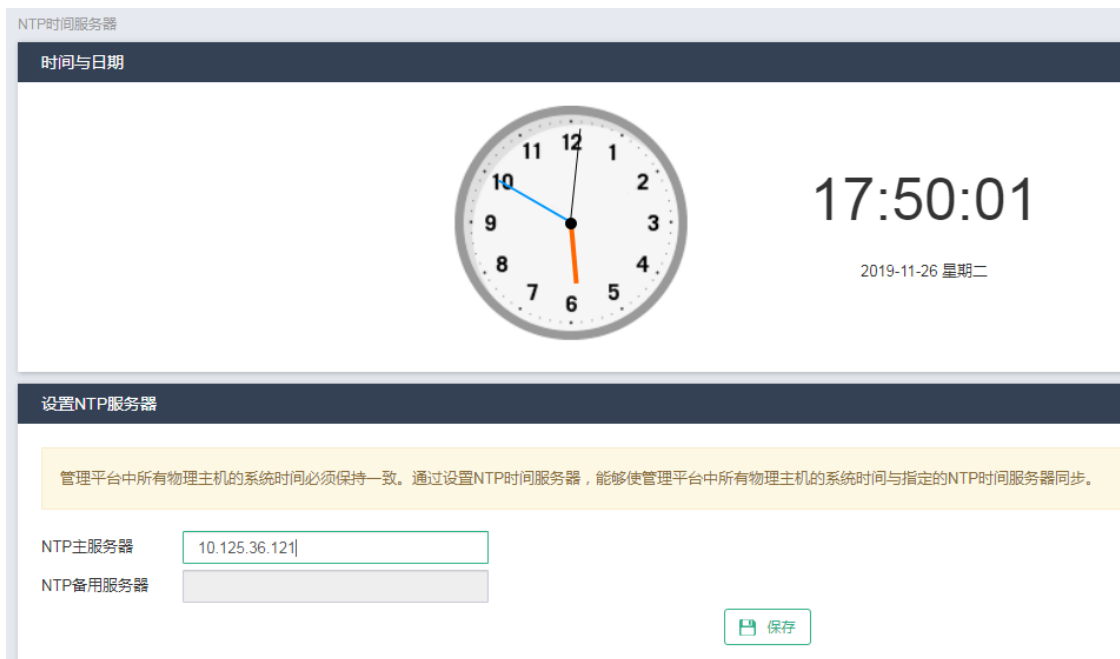 NTP时间服务器
时间与日期
12
11
1
10
2
9
3
8
4
7
5
6
17:50:01
2019-11-26 星期二
设置NTP服务器
管理平台中所有物理主机的系统时间必须保持一致。通过设置NTP时间服务器，能够使管理平台中所有物理主机的系统时间与指定的NTP时间服务器同步。
NTP主服务器 10.125.36.121
NTP备用服务器
保存